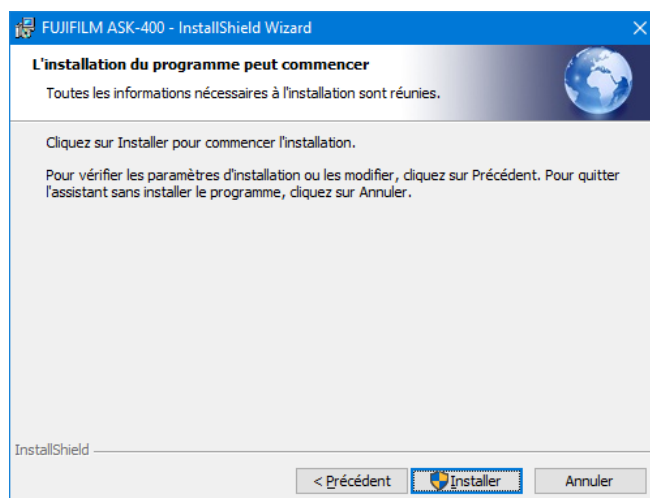 FUJIFILM ASK-400 - InstallShield Wizard
L'installation du programme peut commencer
Toutes les informations nécessaires à l'installation sont réunies.
Cliquez sur Installer pour commencer l'installation.
Pour vérifier les paramètres d'installation ou les modifier, cliquez sur Précédent. Pour quitter
l'assistant sans installer le programme, cliquez sur Annuler.
InstallShield
< Précédent Installer Annuler